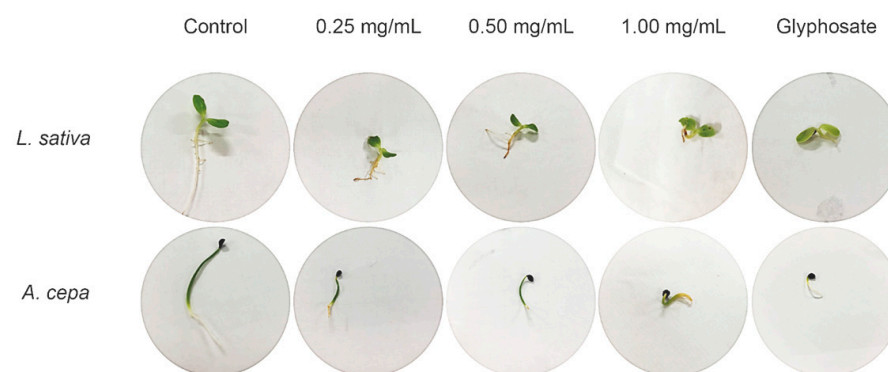 Control 0.25 mg/mL 0.50 mg/mL 1.00 mg/mL Glyphosate
L. sativa
A. cepa